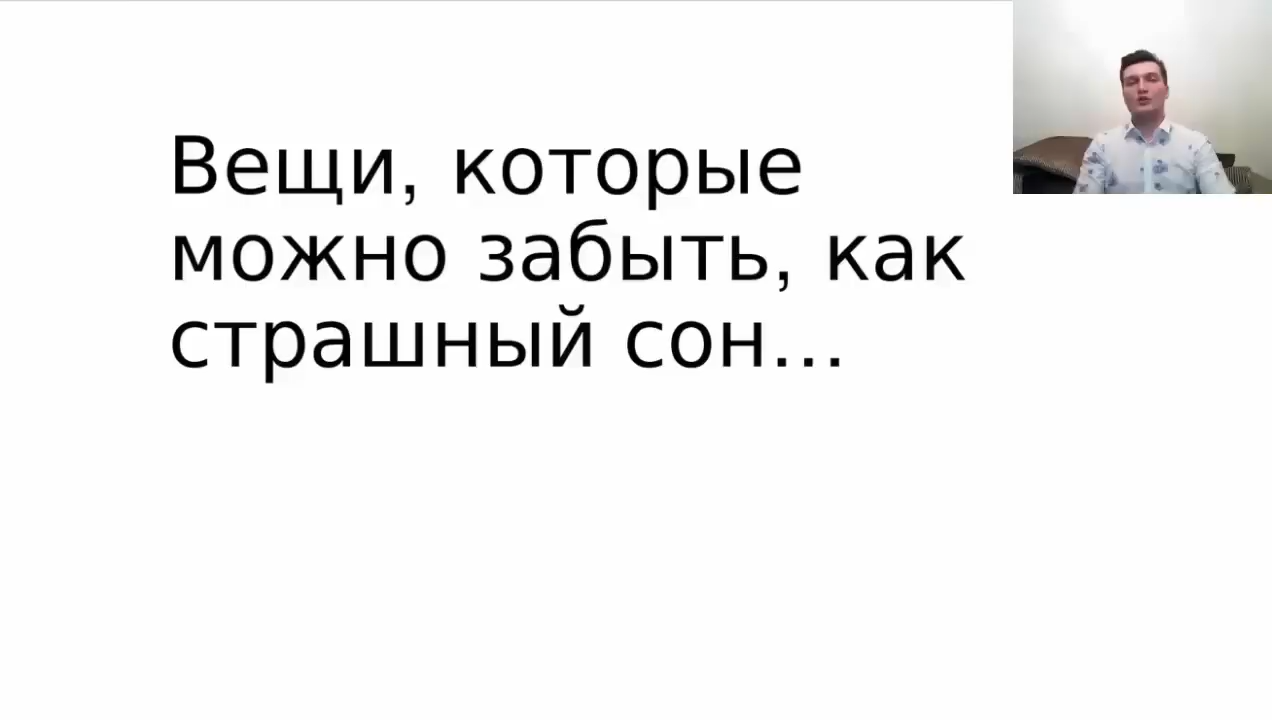 Вещи, которые
можно забыть, как
страшный сон...